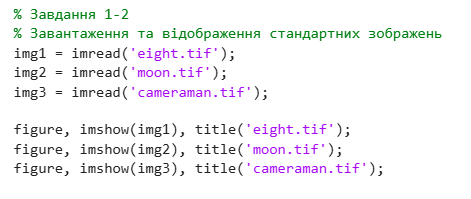 % Завдання 1-2
% Завантаження та відображення стандартних зображень
img1 = imread('eight.tif');
img2 = imread('moon.tif');
img3 = imread('cameraman.tif');
figure, imshow(img1), title('eight.tif');
figure, imshow(img2), title('moon.tif');
figure, imshow(img3), title('cameraman.tif');